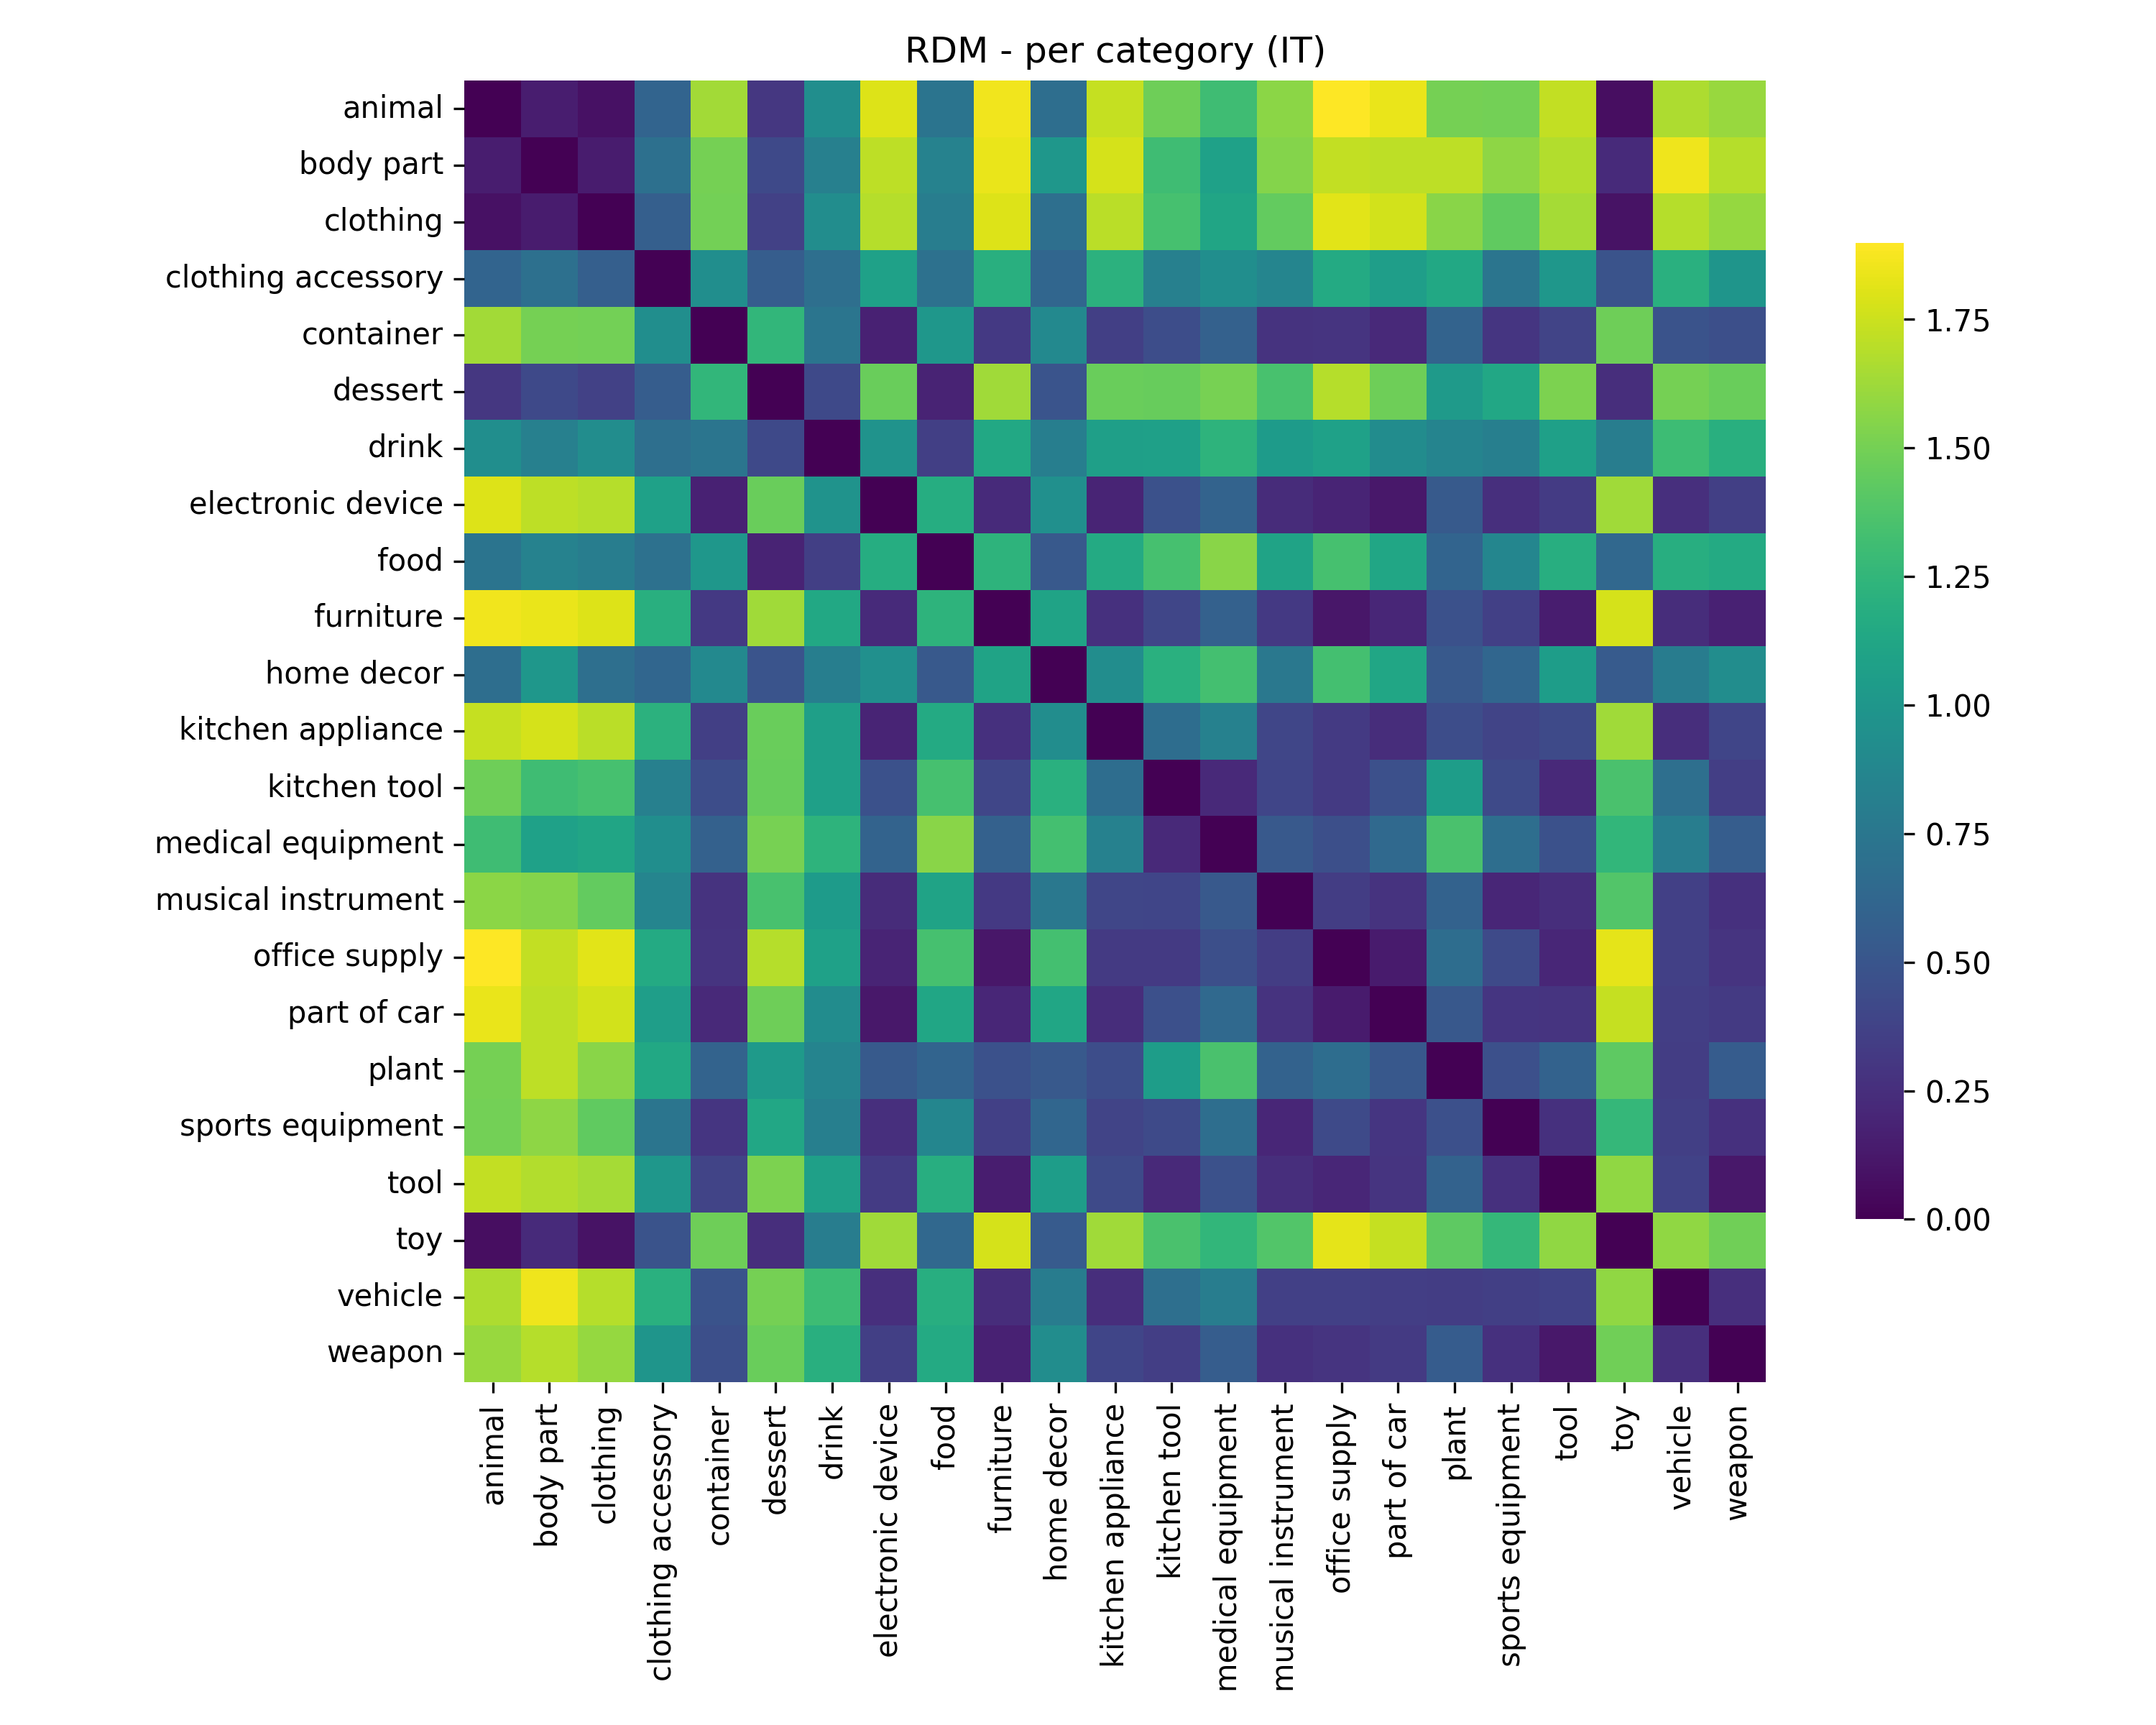 RDM - per category (IT)
animal
body part
clothing
clothing accessory
container
dessert
drink
electronic device
food
furniture
home decor
kitchen appliance
kitchen tool
medical equipment
musical instrument
office supply
part of car
plant
sports equipment
tool
toy
vehicle
weapon
animal
body part
clothing
clothing accessory
container
dessert
drink
electronic device
food
furniture
home decor
kitchen appliance
kitchen tool
medical equipment
musical instrument
office supply
part of car
plant
sports equipment
tool
toy
vehicle
weapon
1.75
1.50
1.25
1.00
0.75
0.50
0.25
0.00